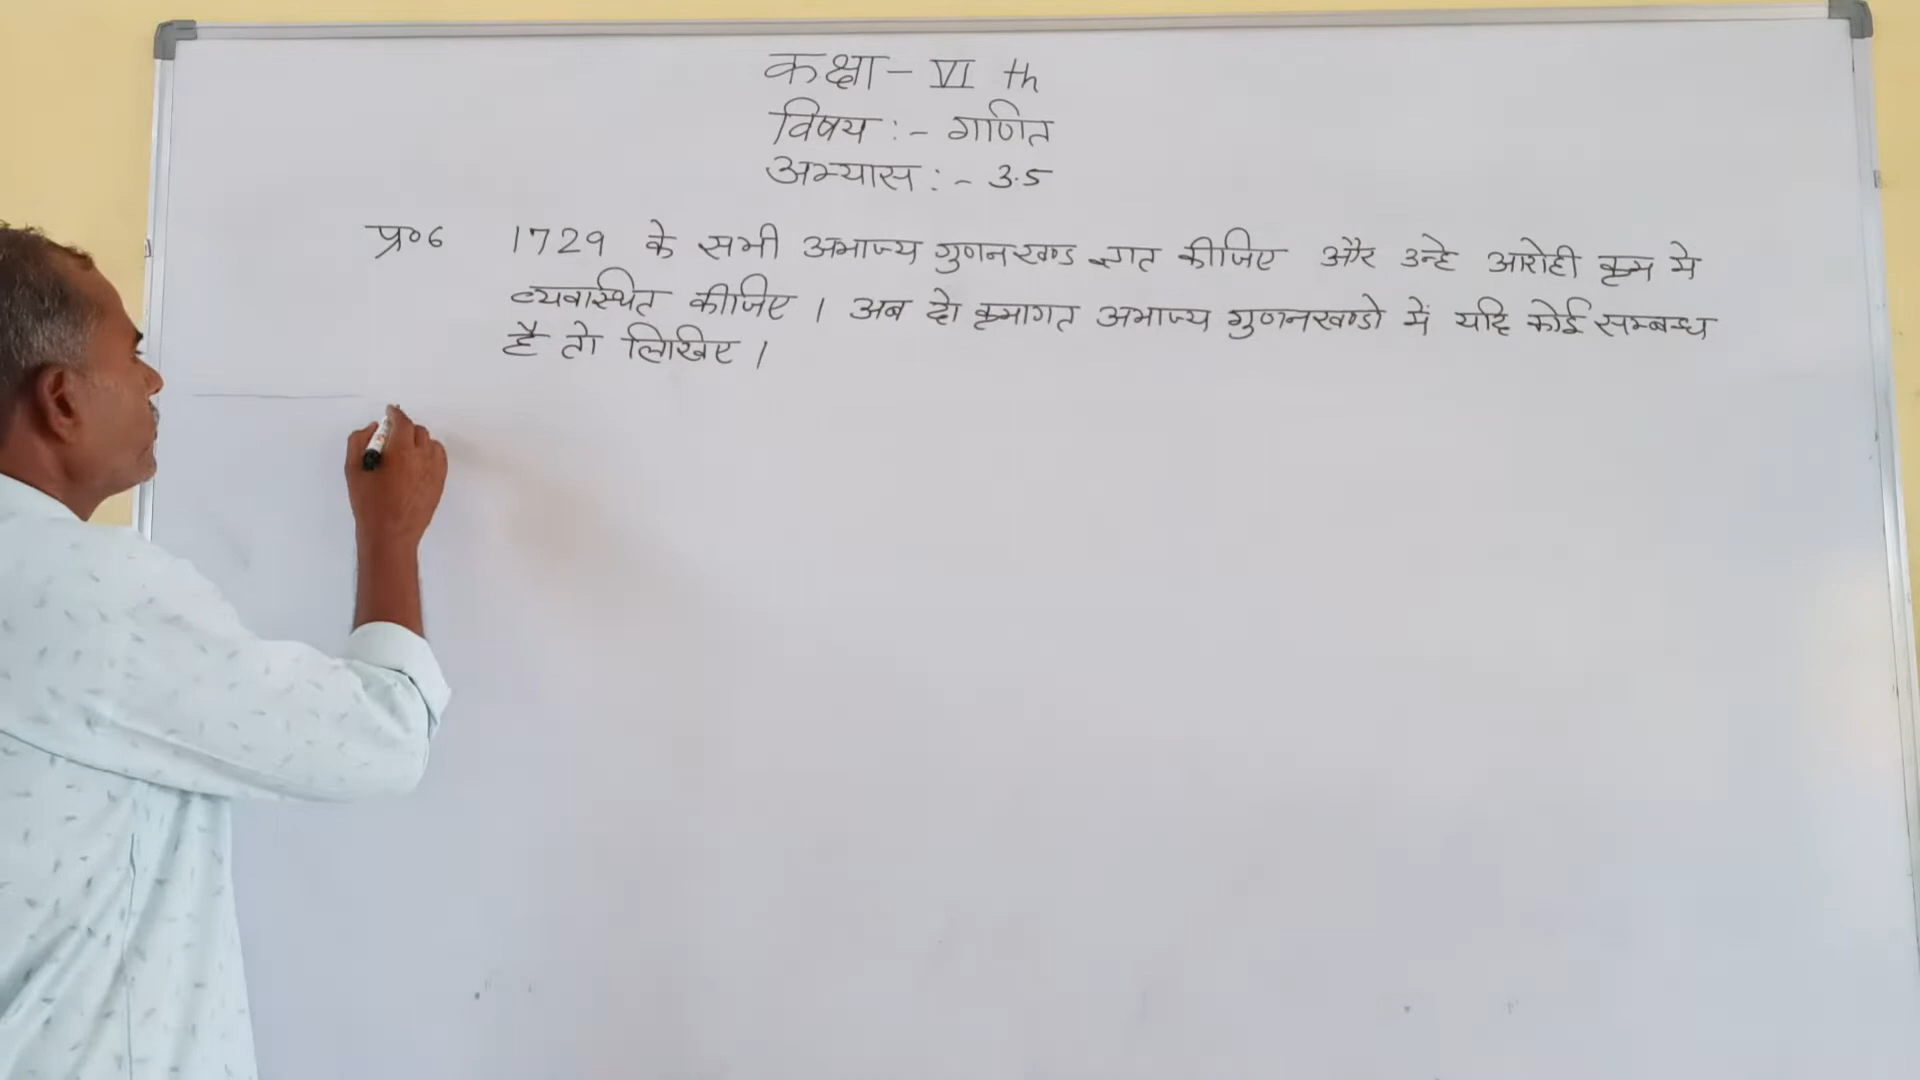 कक्षा - VI th
विषय :- गणित
अभ्यास :- 3.5
प्र०6 1729 के सभी अभाज्य गुणनखण्ड ज्ञात कीजिए और उन्हे आरोही क्रम मे
व्यवास्थित कीजिए । अब दो क्रमागत अभाज्य गुणनखण्डो में यदि कोई सम्बन्ध
है तो लिखिए ।